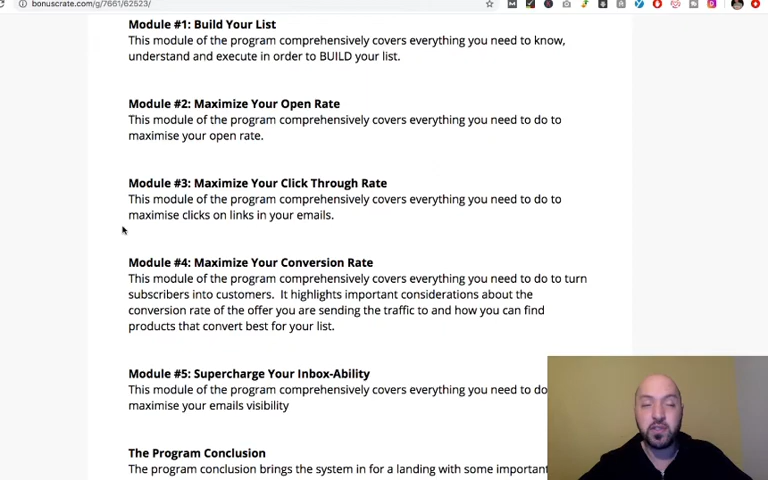 bonuscrate.com/g/7661/62523/
Module #1: Build Your List
This module of the program comprehensively covers everything you need to know,
understand and execute in order to BUILD your list.
Module #2: Maximize Your Open Rate
This module of the program comprehensively covers everything you need to do to
maximise your open rate.
Module #3: Maximize Your Click Through Rate
This module of the program comprehensively covers everything you need to do to
maximise clicks on links in your emails.
Module #4: Maximize Your Conversion Rate
This module of the program comprehensively covers everything you need to do to turn
subscribers into customers. It highlights important considerations about the
conversion rate of the offer you are sending the traffic to and how you can find
products that convert best for your list.
Module #5: Supercharge Your Inbox-Ability
This module of the program comprehensively covers everything you need to do
maximise your emails visibility
The Program Conclusion
The program conclusion brings the system in for a landing with some important